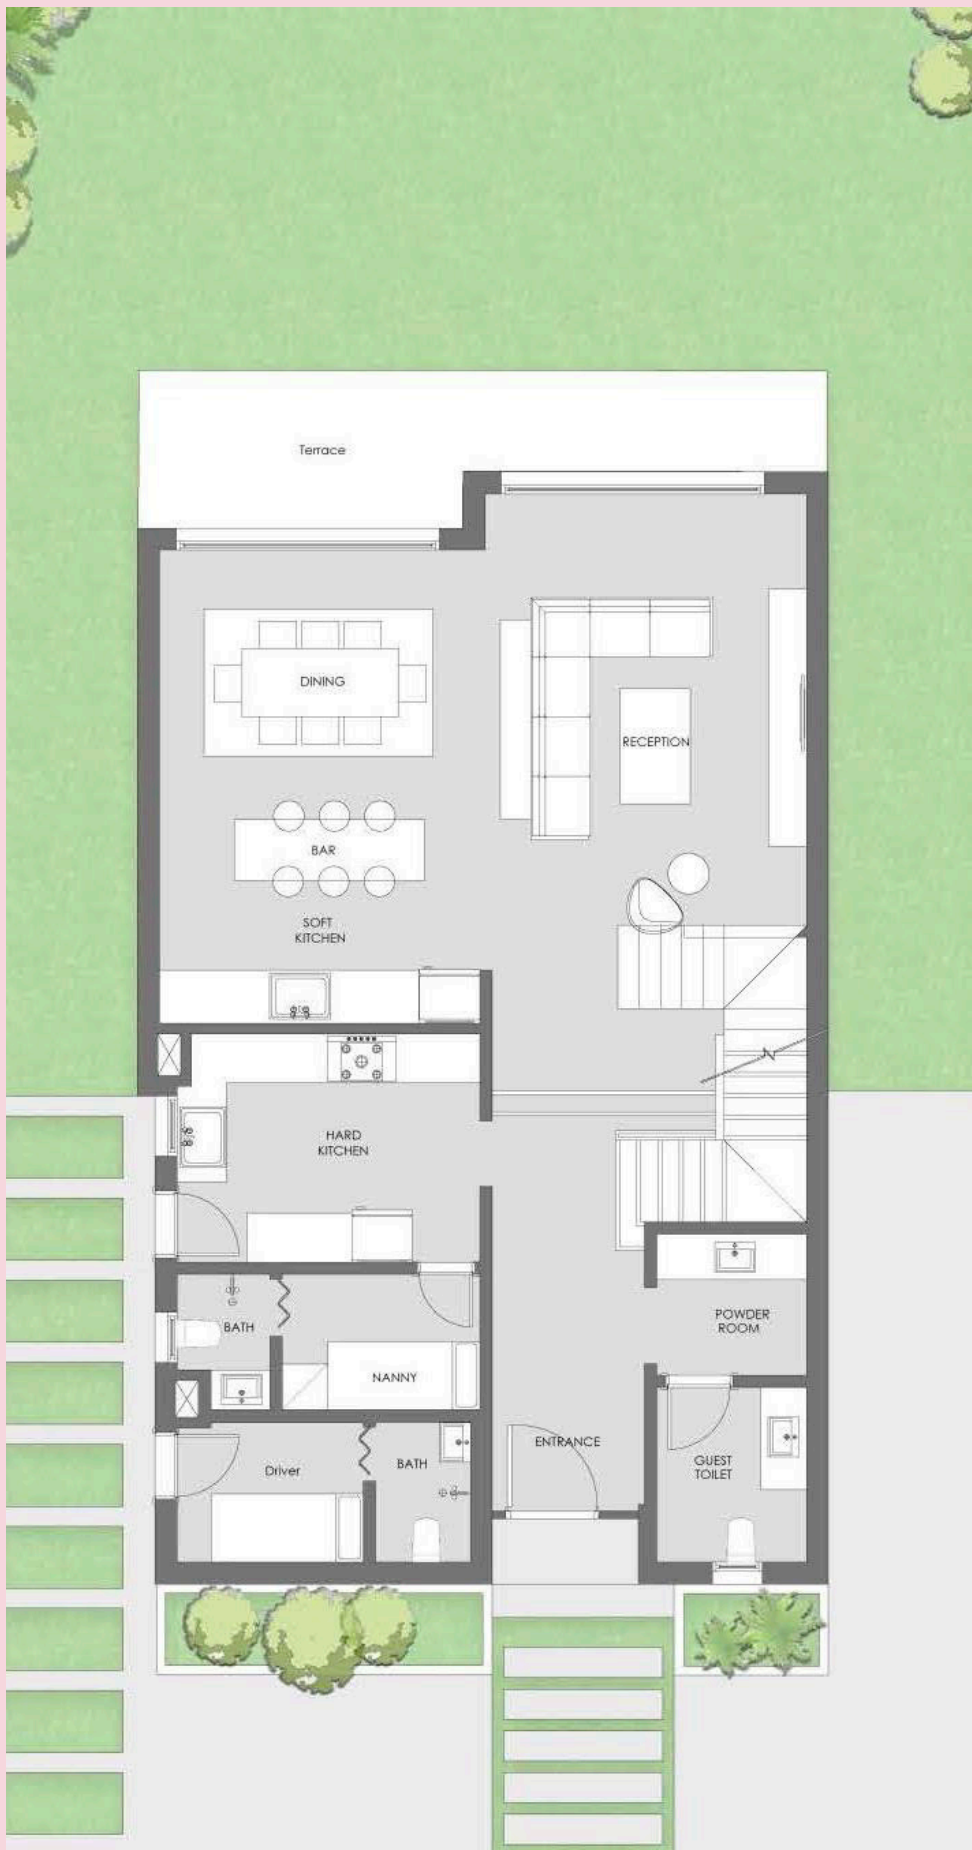 Terrace
DINING
RECEPTION
BAR
SOFT
KITCHEN
HARD
KITCHEN
BATH
NANNY
POWDER
ROOM
ENTRANCE
Driver
BATH
GUEST
TOILET